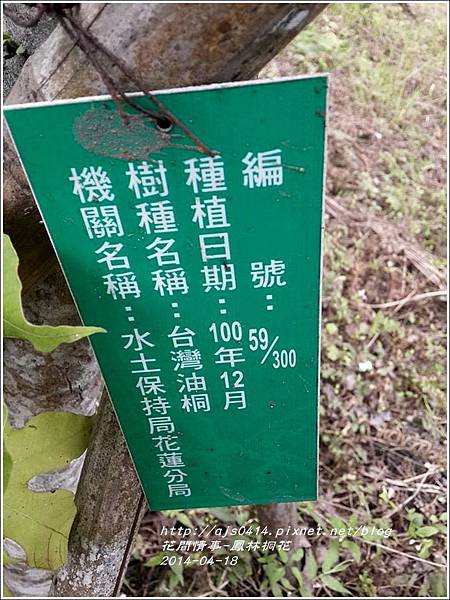 編號：59/300
種植日期：100年12月
樹種名稱：台灣油桐
機關名稱：水土保持局花蓮分局
http://ajs0414.pixnet.net/blog
花間情事-鳳林桐花
2014-04-18